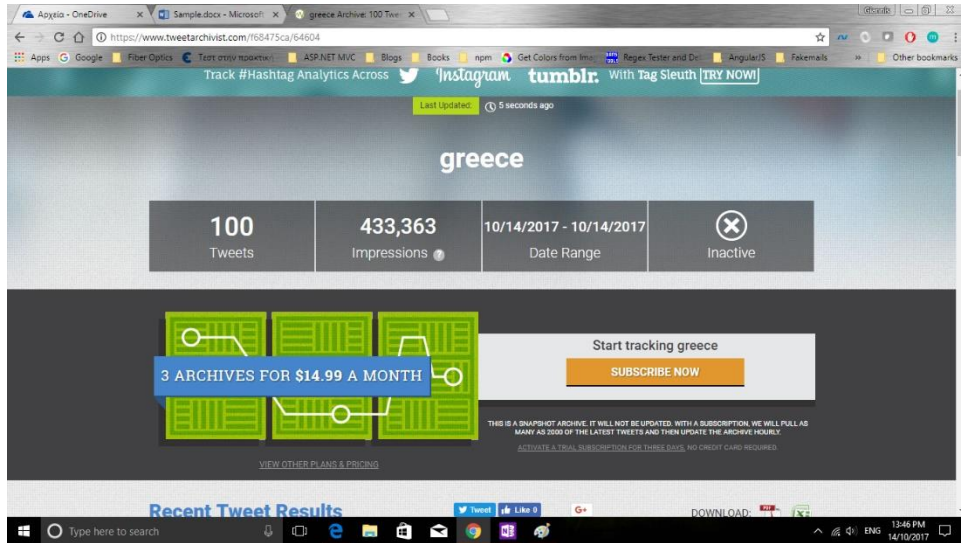 Αρχεία - OneDrive
Sample.docx - Microsoft
greece Archive: 100 Twe
https://www.tweetarchivist.com/f68475ca/64604
Apps Google Fiber Optics Τεστ στην πρακτική ASP.NET MVC Blogs Books npm Get Colors from Ima Regex Tester and De AngularJS Fakemails » Other bookmarks
Track #Hashtag Analytics Across Instagram tumblr. With Tag Sleuth TRY NOW!
Last Updated: 5 seconds ago
greece
100 433,363 10/14/2017 - 10/14/2017
Tweets Impressions ? Date Range Inactive
3 ARCHIVES FOR $14.99 A MONTH
VIEW OTHER PLANS & PRICING
Start tracking greece
SUBSCRIBE NOW
THIS IS A SNAPSHOT ARCHIVE. IT WILL NOT BE UPDATED. WITH A SUBSCRIPTION, WE WILL PULL AS
MANY AS 2000 OF THE LATEST TWEETS AND THEN UPDATE THE ARCHIVE HOURLY.
ACTIVATE A TRIAL SUBSCRIPTION FOR THREE DAYS. NO CREDIT CARD REQUIRED.
Recent Tweet Results Tweet Like 0 G+ DOWNLOAD:
Type here to search
ENG
13:46 PM
14/10/2017